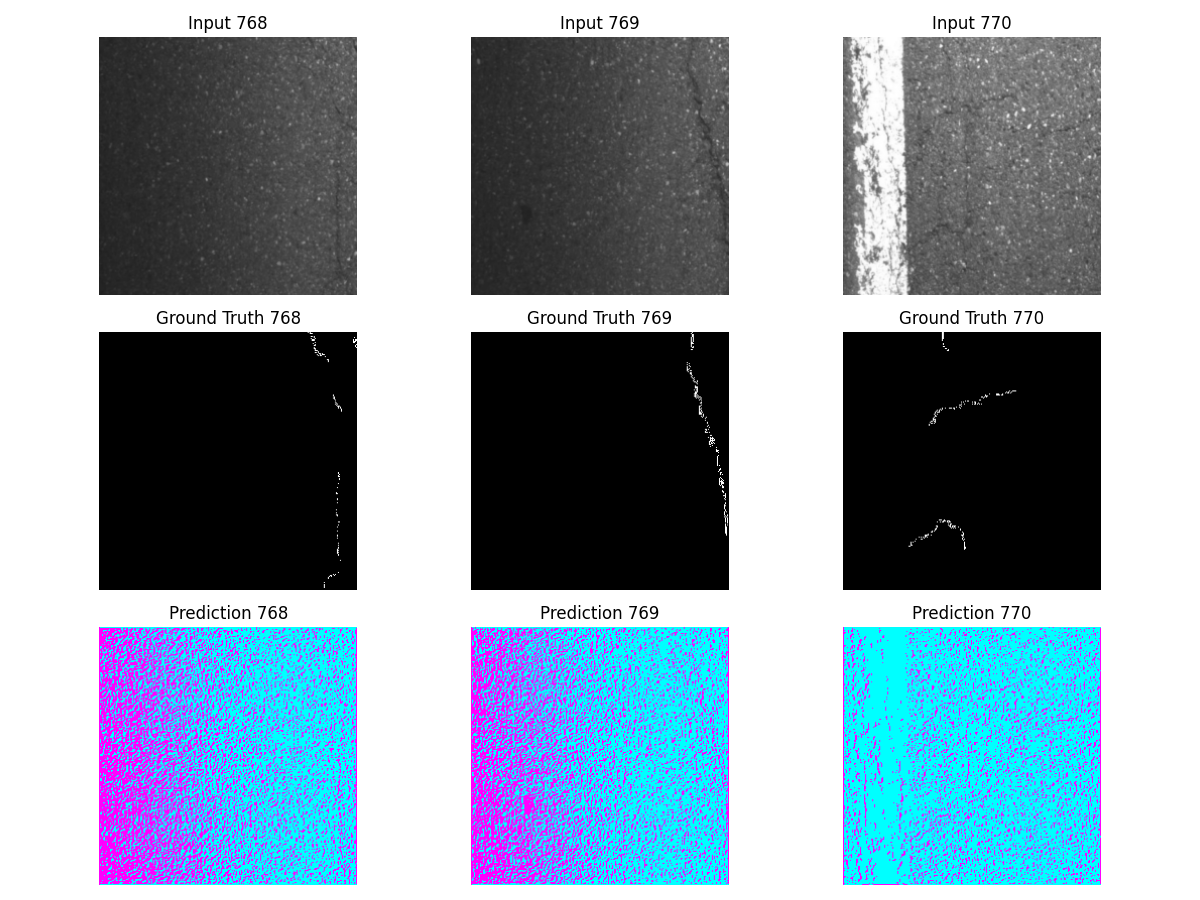 Input 768
Input 769
Input 770
Ground Truth 768
Ground Truth 769
Ground Truth 770
Prediction 768
Prediction 769
Prediction 770